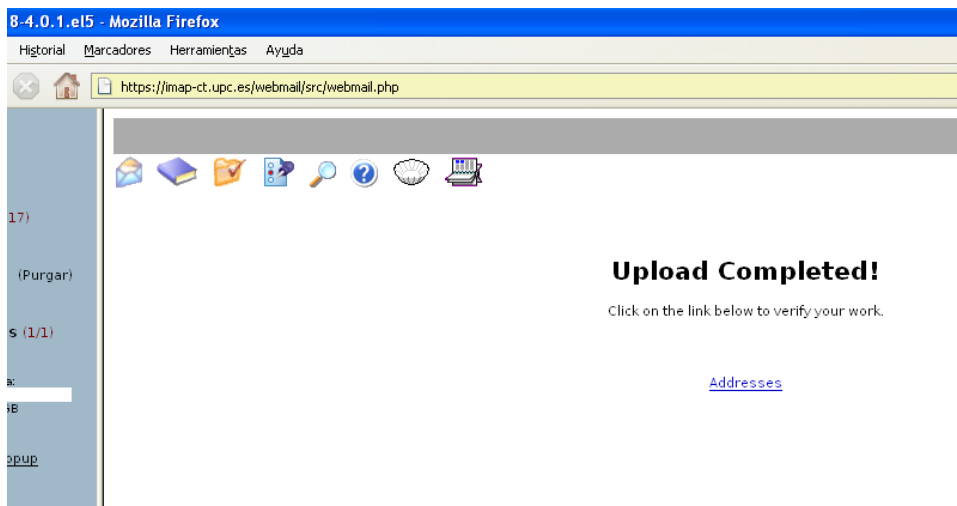 8-4.0.1.el5 - Mozilla Firefox
Historial Marcadores Herramientas Ayuda
https://imap-ct.upc.es/webmail/src/webmail.php
17)
(Purgar)
s (1/1)
a:
GB
opup
Upload Completed!
Click on the link below to verify your work.
Addresses